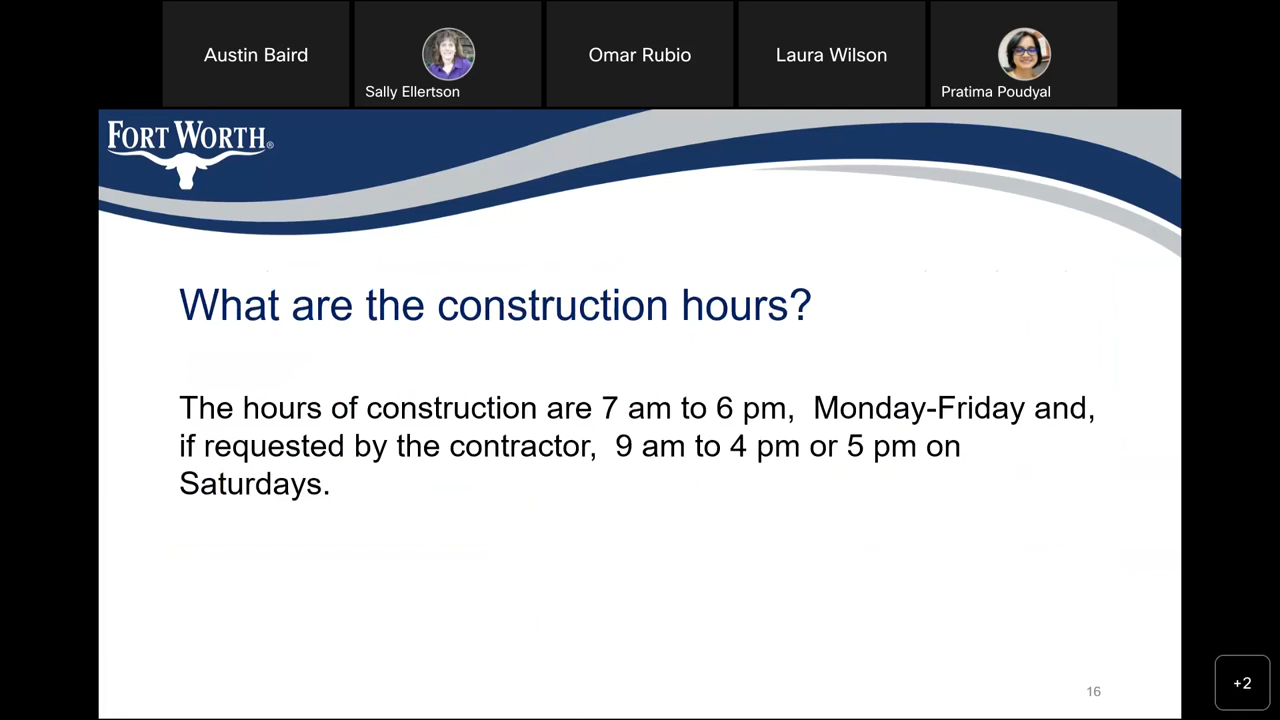 Austin Baird
Sally Ellertson
Omar Rubio
Laura Wilson
Pratima Poudyal
FORT WORTH®
What are the construction hours?
The hours of construction are 7 am to 6 pm,  Monday-Friday and,
if requested by the contractor,  9 am to 4 pm or 5 pm on
Saturdays.
16
+2